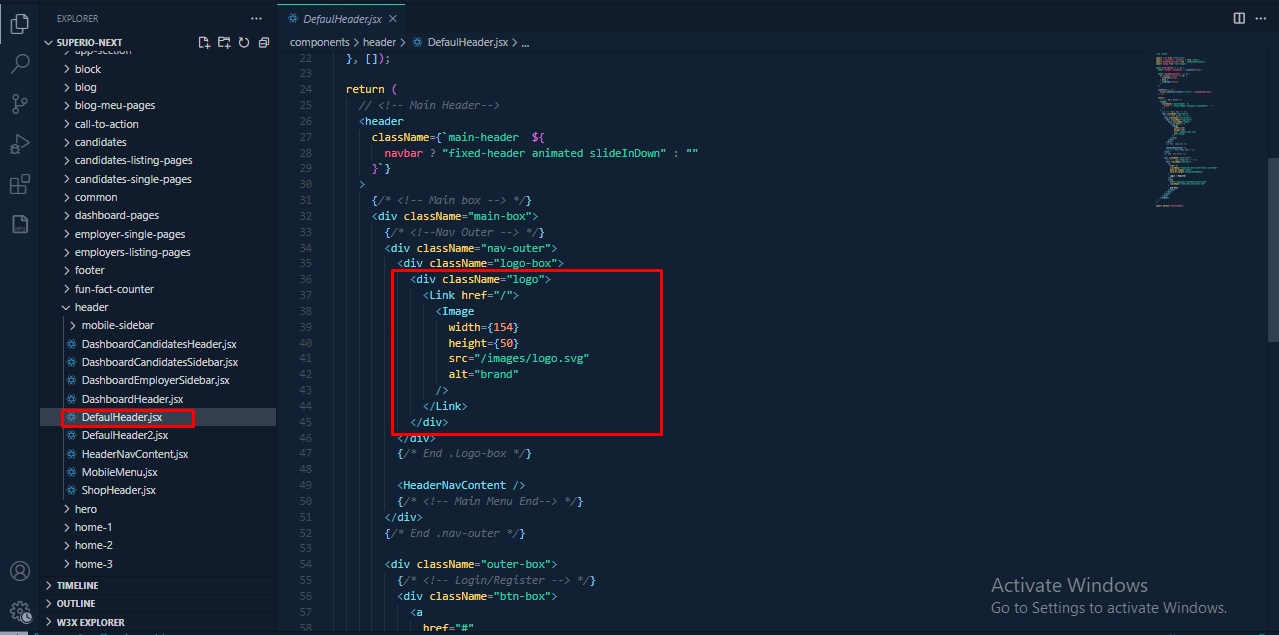 EXPLORER
SUPERIO-NEXT
app-section
block
blog
blog-meu-pages
call-to-action
candidates
candidates-listing-pages
candidates-single-pages
common
dashboard-pages
employer-single-pages
employers-listing-pages
footer
fun-fact-counter
header
mobile-sidebar
DashboardCandidatesHeader.jsx
DashboardCandidatesSidebar.jsx
DashboardEmployerSidebar.jsx
DashboardHeader.jsx
DefaulHeader.jsx
DefaulHeader2.jsx
HeaderNavContent.jsx
MobileMenu.jsx
ShopHeader.jsx
hero
home-1
home-2
home-3
TIMELINE
OUTLINE
W3X EXPLORER
DefaulHeader.jsx
components > header > DefaulHeader.jsx > ...
22 }, []);
23
24 return (
25 // <!-- Main Header-->
26 <header
27 className={`main-header  ${
28 navbar ? "fixed-header animated slideInDown" : ""
29 }`}
30 >
31 {/* <!-- Main box --> */}
32 <div className="main-box">
33 {/* <!--Nav Outer --> */}
34 <div className="nav-outer">
35 <div className="logo-box">
36 <div className="logo">
37 <Link href="/">
38 <Image
39 width={154}
40 height={50}
41 src="/images/logo.svg"
42 alt="brand"
43 />
44 </Link>
45 </div>
46 </div>
47 {/* End .logo-box */}
48
49 <HeaderNavContent />
50 {/* <!-- Main Menu End--> */}
51 </div>
52 {/* End .nav-outer */}
53
54 <div className="outer-box">
55 {/* <!-- Login/Register --> */}
56 <div className="btn-box">
57 <a
58 href="#"
Activate Windows
Go to Settings to activate Windows.